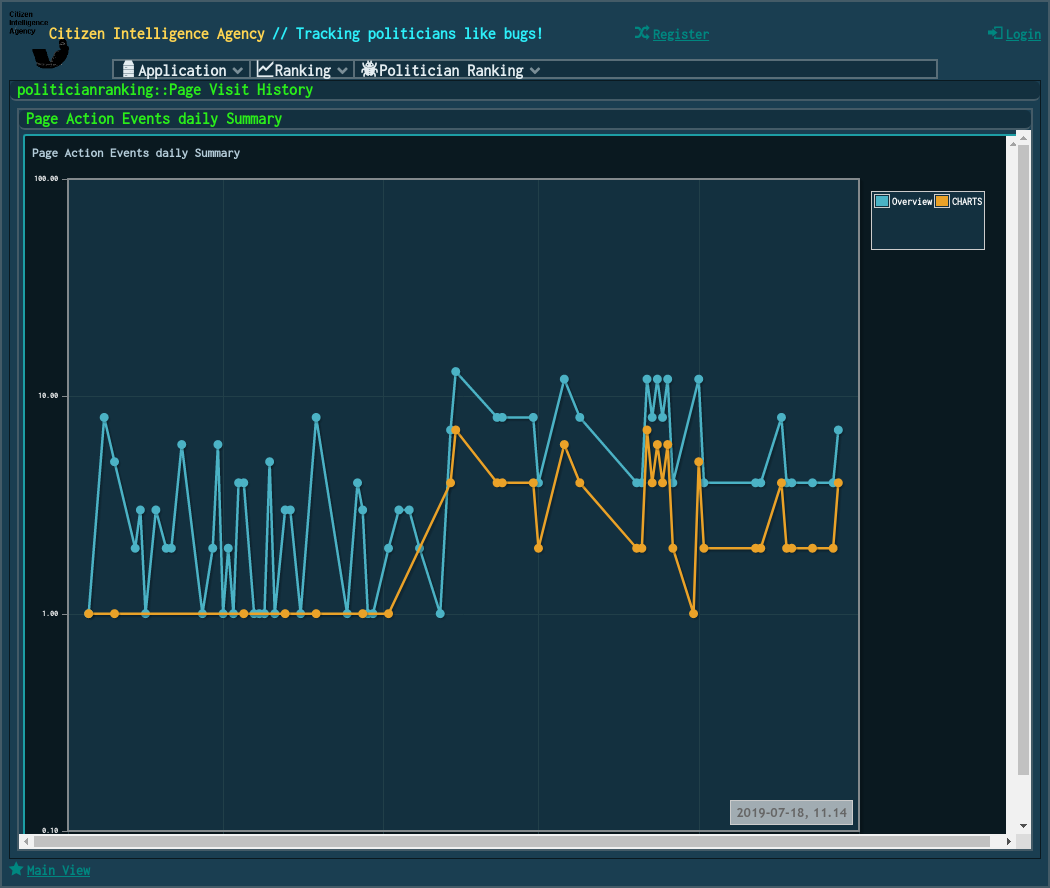 Citizen
Intelligence
Agency
Citizen Intelligence Agency // Tracking politicians like bugs!
Register
Login
Application
Ranking
Politician Ranking
politicianranking::Page Visit History
Page Action Events daily Summary
Page Action Events daily Summary
100.00
Overview
CHARTS
10.00
1.00
0.10
2019-07-18, 11.14
Main View